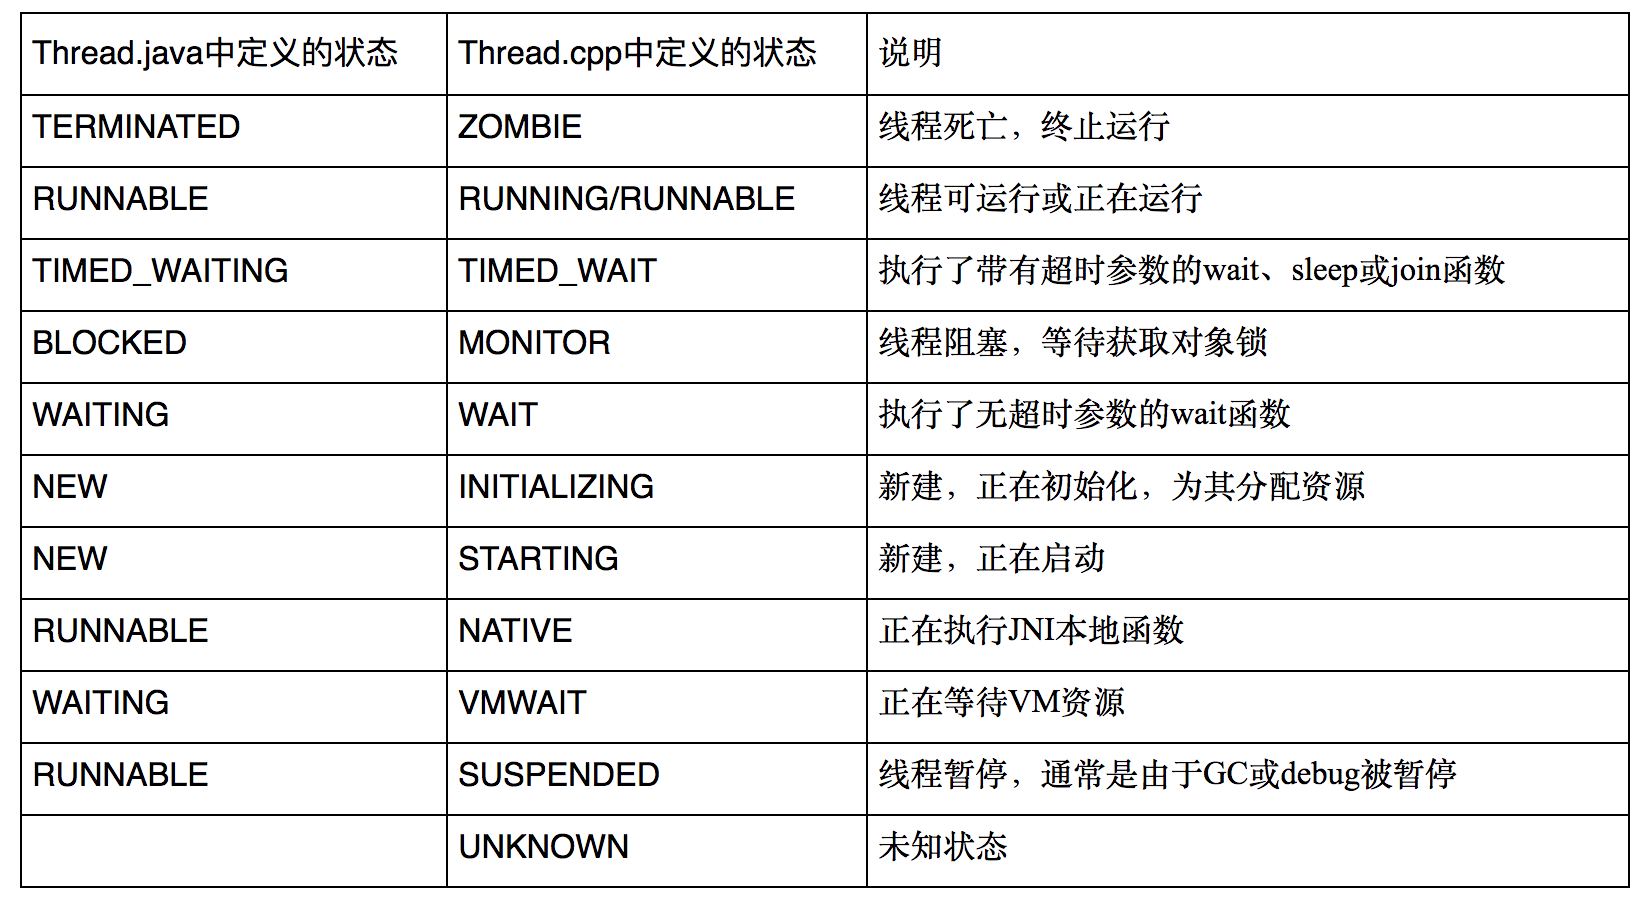 Thread.java中定义的状态 Thread.cpp中定义的状态 说明
TERMINATED ZOMBIE 线程死亡，终止运行
RUNNABLE RUNNING/RUNNABLE 线程可运行或正在运行
TIMED_WAITING TIMED_WAIT 执行了带有超时参数的wait、sleep或join函数
BLOCKED MONITOR 线程阻塞，等待获取对象锁
WAITING WAIT 执行了无超时参数的wait函数
NEW INITIALIZING 新建，正在初始化，为其分配资源
NEW STARTING 新建，正在启动
RUNNABLE NATIVE 正在执行JNI本地函数
WAITING VMWAIT 正在等待VM资源
RUNNABLE SUSPENDED 线程暂停，通常是由于GC或debug被暂停
UNKNOWN 未知状态